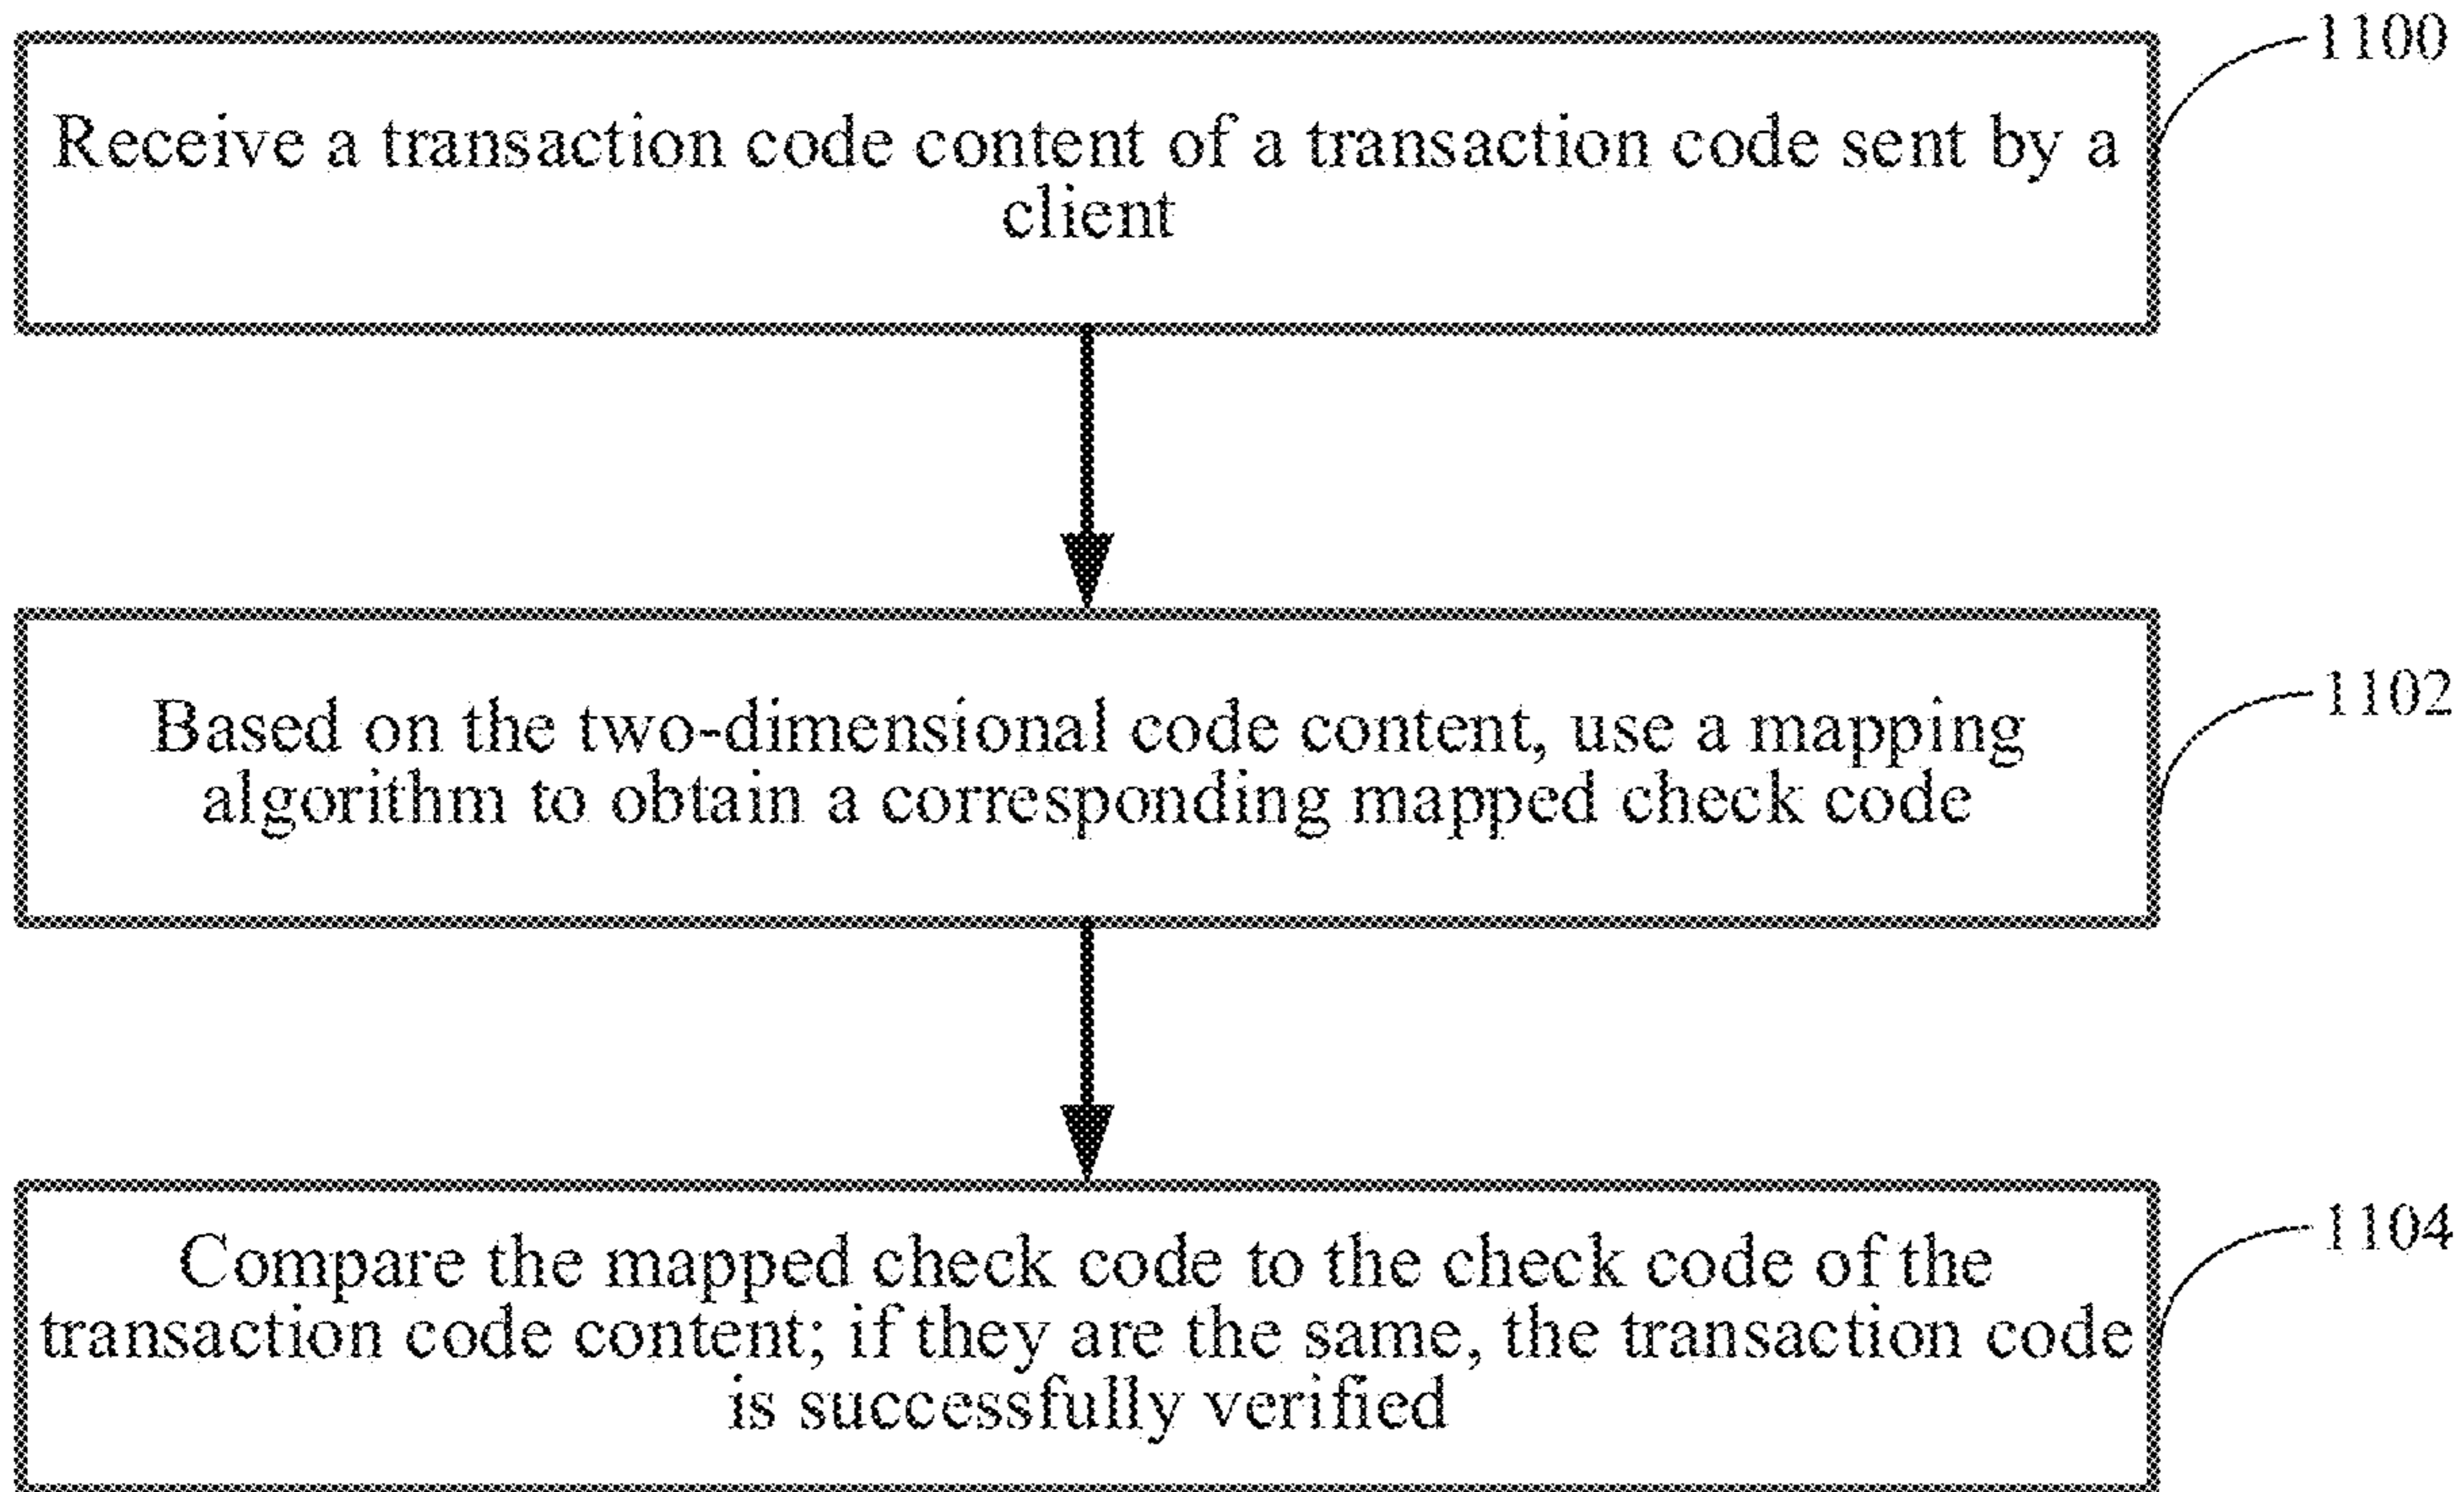 1100
Receive a transaction code content of a transaction code sent by a
client
1102
Based on the two-dimensional code content, use a mapping
algorithm to obtain a corresponding mapped check code
1104
Compare the mapped check code to the check code of the
transaction code content; if they are the same, the transaction code
is successfully verified